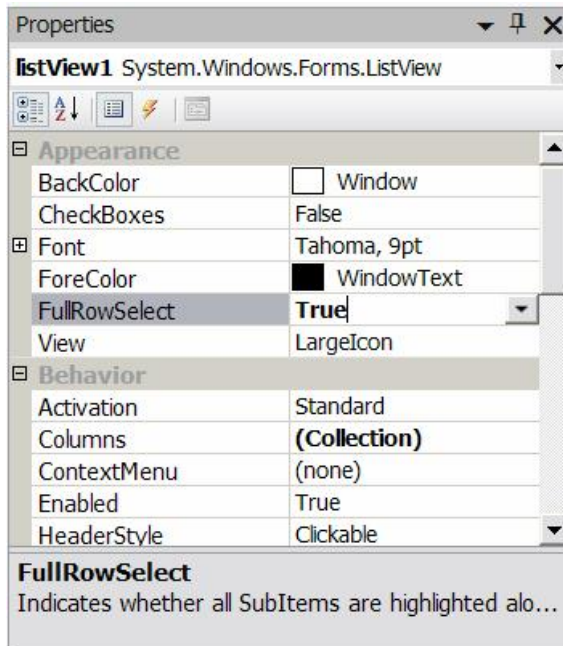 Properties
listView1 System.Windows.Forms.ListView
Appearance
BackColor Window
CheckBoxes False
Font Tahoma, 9pt
ForeColor WindowText
FullRowSelect True
View LargeIcon
Behavior
Activation Standard
Columns (Collection)
ContextMenu (none)
Enabled True
HeaderStyle Clickable
FullRowSelect
Indicates whether all SubItems are highlighted alo...